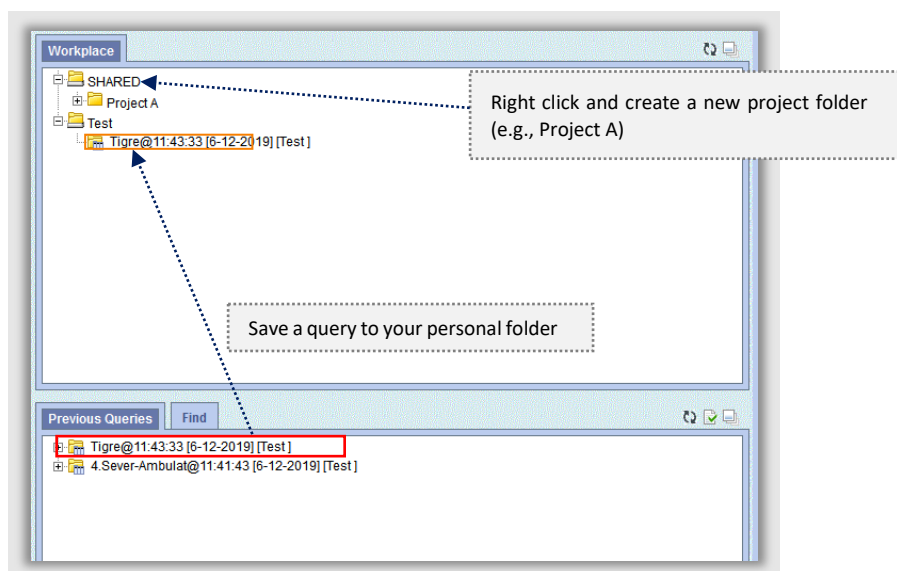 Workplace
SHARED
Right click and create a new project folder
(e.g., Project A)
Project A
Test
Tigre@11:43:33 [6-12-2019] [Test ]
Save a query to your personal folder
Previous Queries Find
Tigre@11:43:33 [6-12-2019] [Test ]
4.Sever-Ambulat@11:41:43 [6-12-2019] [Test ]